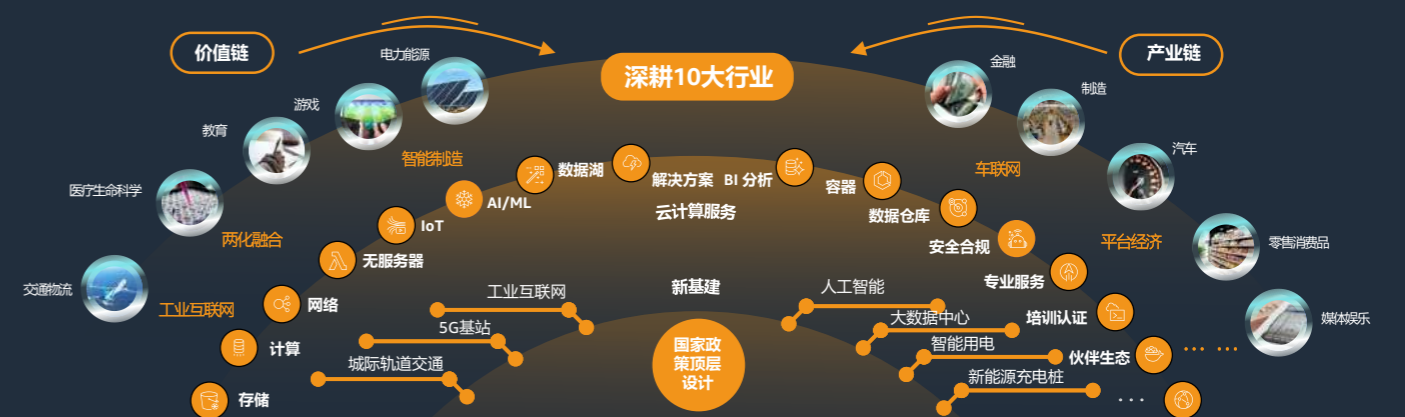 价值链
产业链
深耕10大行业
电力能源
游戏
教育
医疗生命科学
交通物流
金融
制造
汽车
零售消费品
媒体娱乐
智能制造
两化融合
工业互联网
车联网
平台经济
数据湖
AI/ML
IoT
无服务器
网络
计算
存储
解决方案 BI 分析
云计算服务
容器
数据仓库
安全合规
专业服务
培训认证
伙伴生态
... ...
...
新基建
工业互联网
5G基站
城际轨道交通
人工智能
大数据中心
智能用电
新能源充电桩
国家政
策顶层
设计